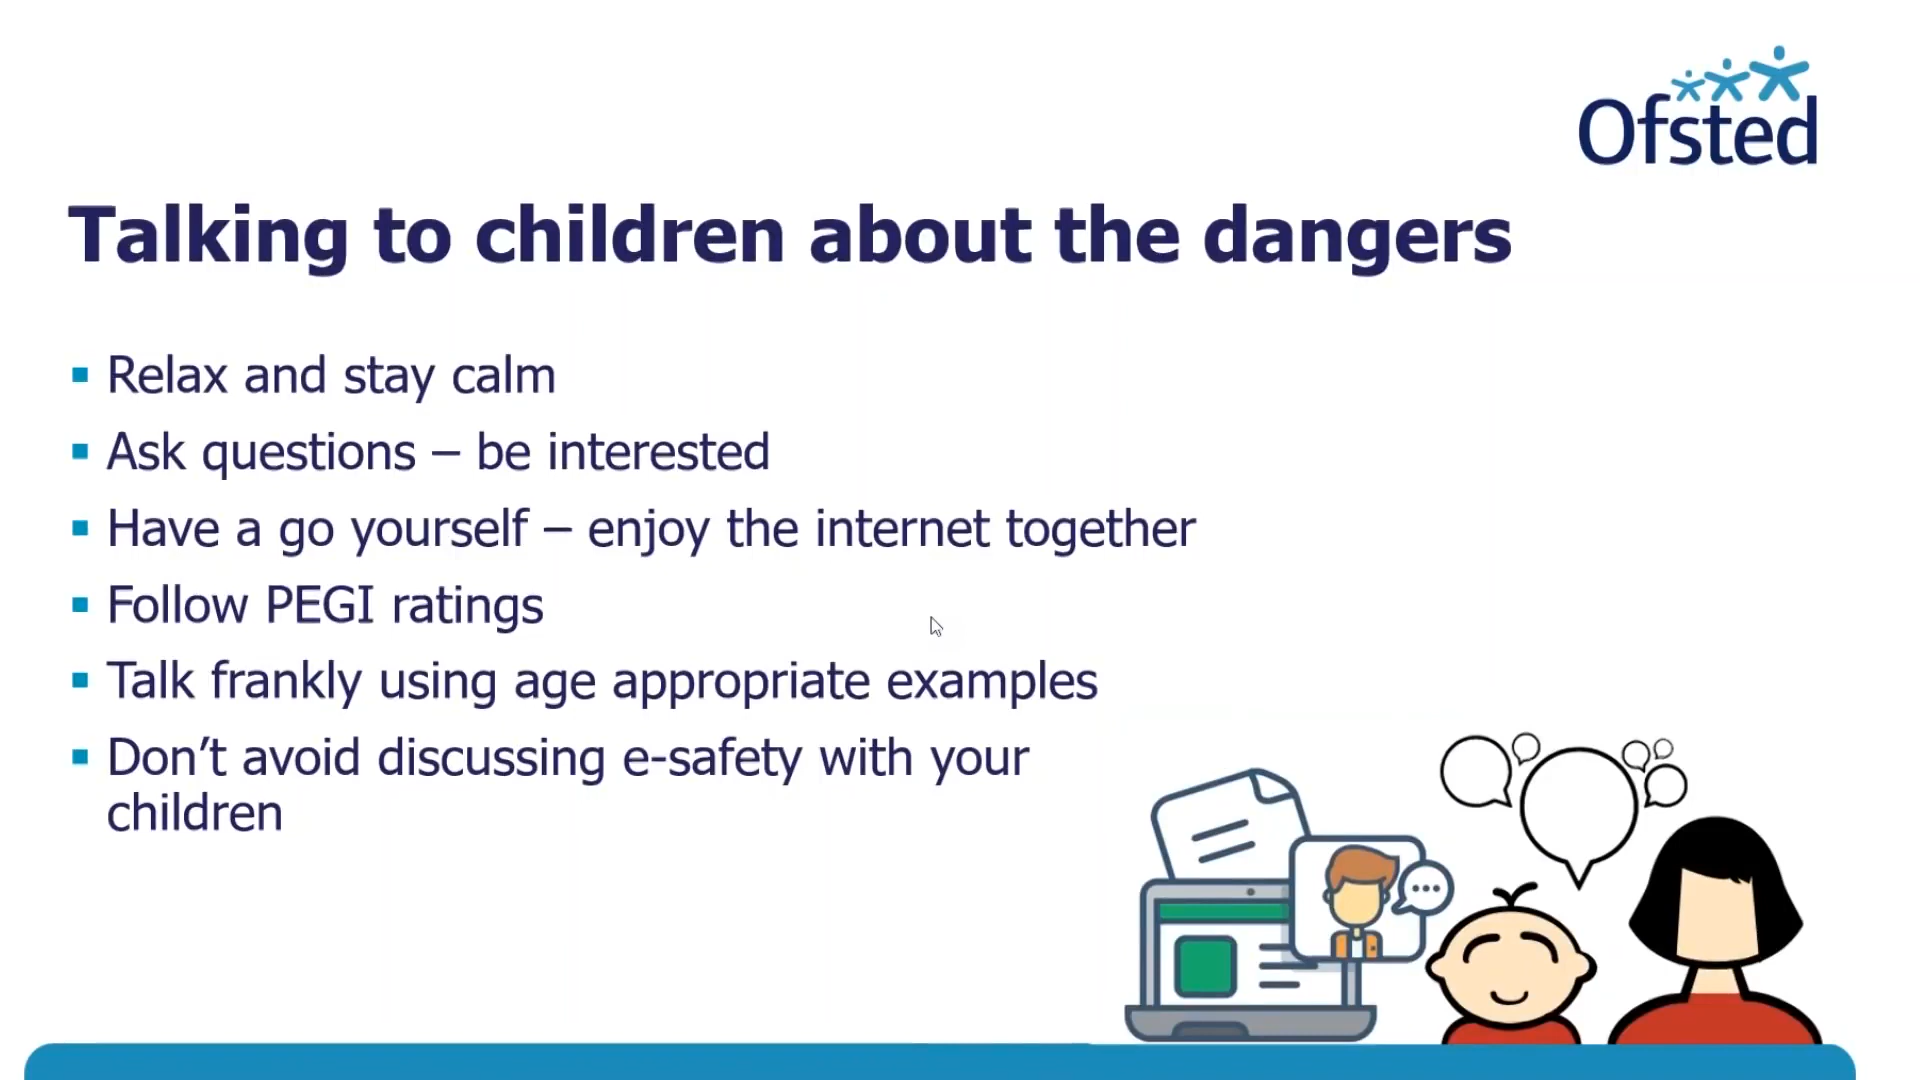 Ofsted
Talking to children about the dangers
▪ Relax and stay calm
▪ Ask questions – be interested
▪ Have a go yourself – enjoy the internet together
▪ Follow PEGI ratings
▪ Talk frankly using age appropriate examples
▪ Don’t avoid discussing e-safety with your
children